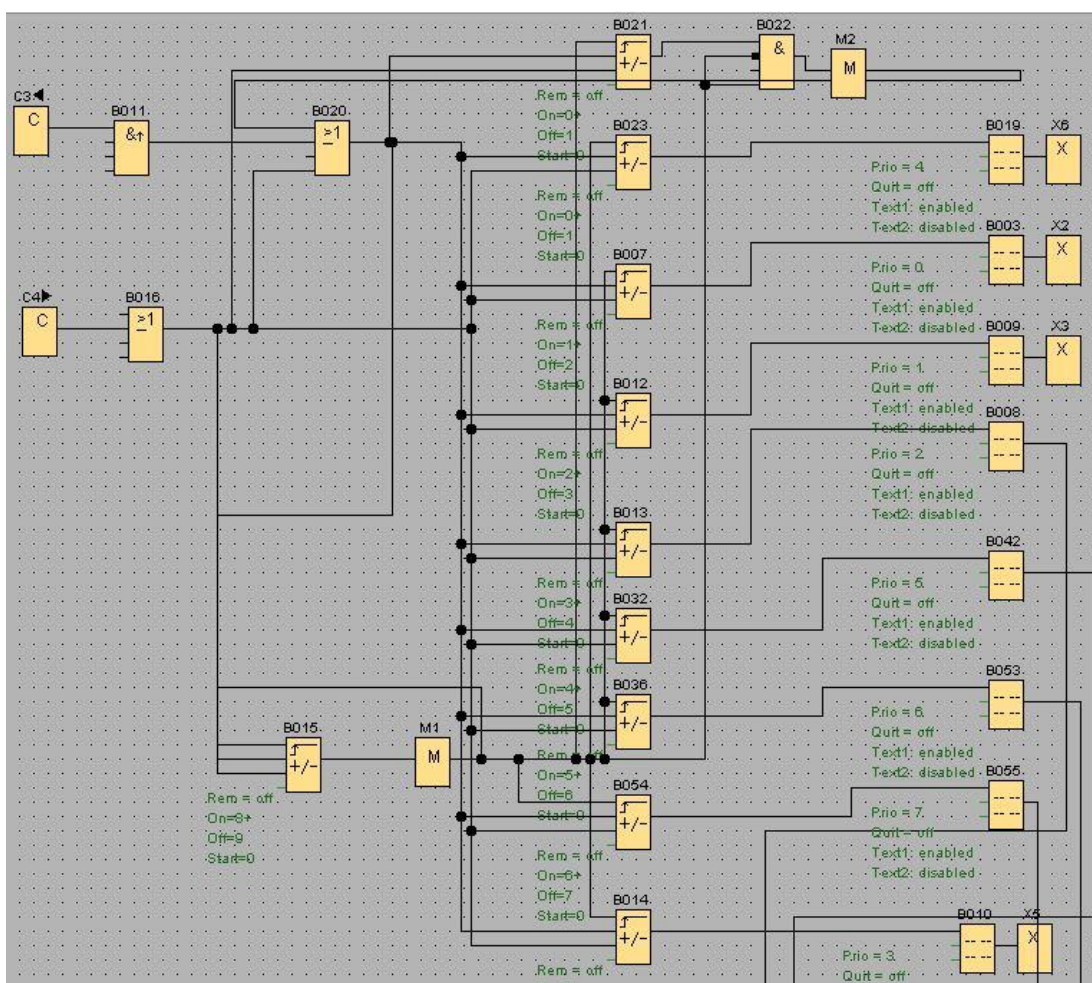 B021
B022
&
M2
M
+/-
Rem = off
On=0+
Off=1
Start=0
C3◀
C
B011
&↑
B020
≥1
B023
+/-
Rem = off
On=0+
Off=1
Start=0
B019
X6
X
Prio = 4
Quit = off
Text1: enabled
Text2: disabled
C4▶
C
B016
≥1
B007
+/-
Rem = off
On=1+
Off=2
Start=0
B003
X2
X
Prio = 0
Quit = off
Text1: enabled
Text2: disabled
B009
X3
X
Prio = 1
Quit = off
Text1: enabled
Text2: disabled
B012
+/-
Rem = off
On=2+
Off=3
Start=0
B008
Prio = 2
Quit = off
Text1: enabled
Text2: disabled
B013
+/-
Rem = off
On=3+
Off=4
Start=0
B042
Prio = 5
Quit = off
Text1: enabled
Text2: disabled
B032
+/-
Rem = off
On=4+
Off=5
Start=0
B036
+/-
Rem = off
On=5+
Off=6
Start=0
B053
Prio = 6
Quit = off
Text1: enabled
Text2: disabled
B015
+/-
Rem = off
On=8+
Off=9
Start=0
M1
M
B054
+/-
Rem = off
On=6+
Off=7
Start=0
B055
Prio = 7
Quit = off
Text1: enabled
Text2: disabled
B014
+/-
Rem = off
B010
X5
X
Prio = 3
Quit = off